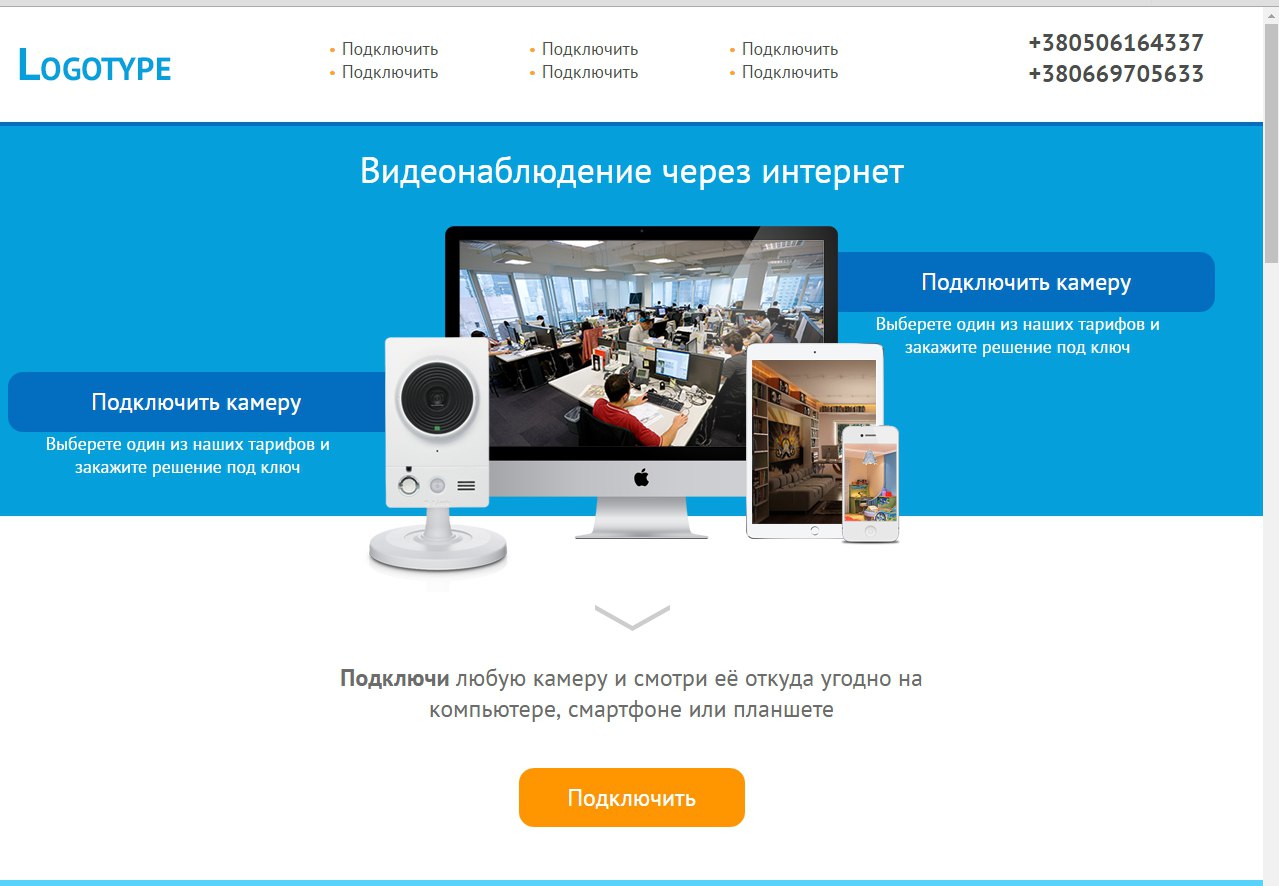 LOGOTYPE
• Подключить
• Подключить
• Подключить
• Подключить
• Подключить
• Подключить
+380506164337
+380669705633
Видеонаблюдение через интернет
Подключить камеру
Выберете один из наших тарифов и
закажите решение под ключ
Подключить камеру
Выберете один из наших тарифов и
закажите решение под ключ
Подключи любую камеру и смотри её откуда угодно на
компьютере, смартфоне или планшете
Подключить